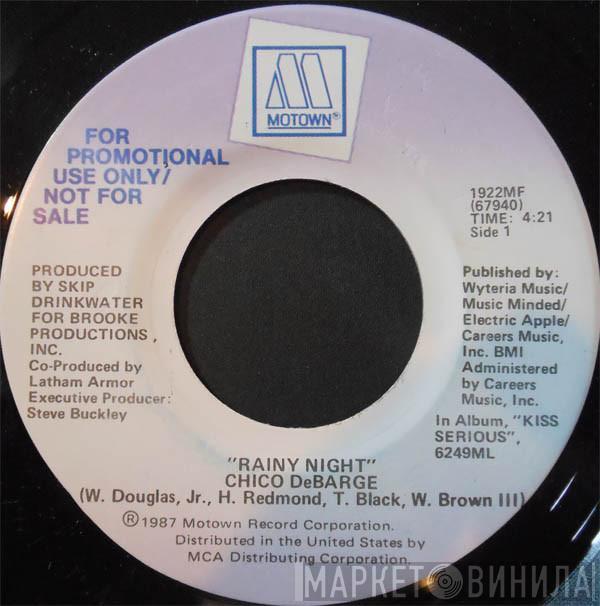 MOTOWN®
FOR
PROMOTIONAL
USE ONLY/
NOT FOR
SALE
1922MF
(67940)
TIME: 4:21
Side 1
PRODUCED
BY SKIP
DRINKWATER
FOR BROOKE
PRODUCTIONS,
INC.
Co-Produced by
Latham Armor
Executive Producer:
Steve Buckley
Published by:
Wyteria Music/
Music Minded/
Electric Apple/
Careers Music,
Inc. BMI
Administered
by Careers
Music, Inc.
In Album, "KISS
SERIOUS",
6249ML
"RAINY NIGHT"
CHICO DeBARGE
(W. Douglas, Jr., H. Redmond, T. Black, W. Brown III)
℗1987 Motown Record Corporation.
Distributed in the United States by
MCA Distributing Corporation.
МАРКЕТ ВИНИЛА